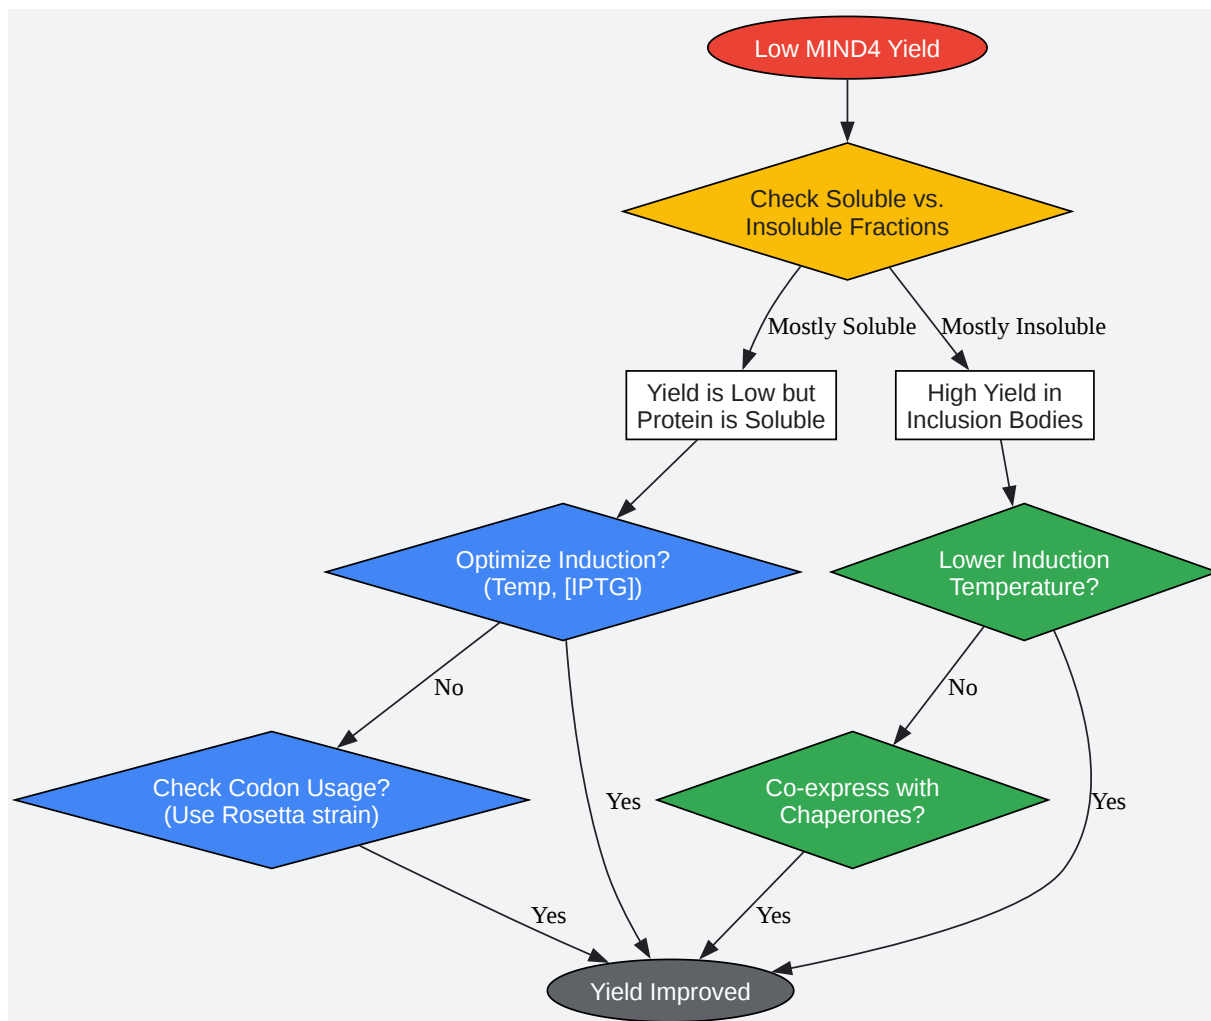 Low MIND4 Yield
Check Soluble vs.
Insoluble Fractions
Mostly Soluble
Mostly Insoluble
Yield is Low but
Protein is Soluble
High Yield in
Inclusion Bodies
Optimize Induction?
(Temp, [IPTG])
Lower Induction
Temperature?
No
No
Check Codon Usage?
(Use Rosetta strain)
Yes
Co-express with
Chaperones?
Yes
Yes
Yes
Yield Improved